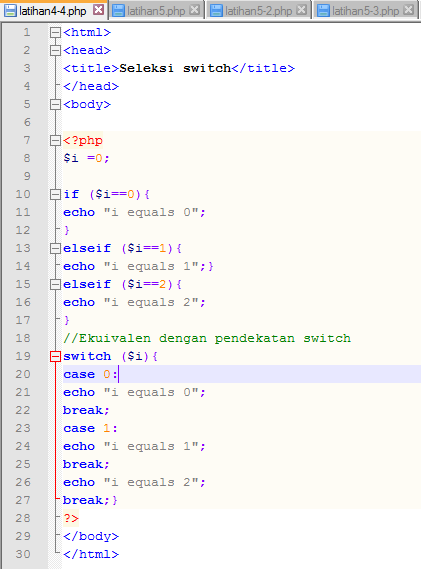 latihan4-4.php latihan5.php latihan5-2.php latihan5-3.php
1 <html>
2 <head>
3 <title>Seleksi switch</title>
4 </head>
5 <body>
6
7 <?php
8 $i =0;
9
10 if ($i==0){
11 echo "i equals 0";
12 }
13 elseif ($i==1){
14 echo "i equals 1";}
15 elseif ($i==2){
16 echo "i equals 2";
17 }
18 //Ekuivalen dengan pendekatan switch
19 switch ($i){
20 case 0:
21 echo "i equals 0";
22 break;
23 case 1:
24 echo "i equals 1";
25 break;
26 echo "i equals 2";
27 break;}
28 ?>
29 </body>
30 </html>